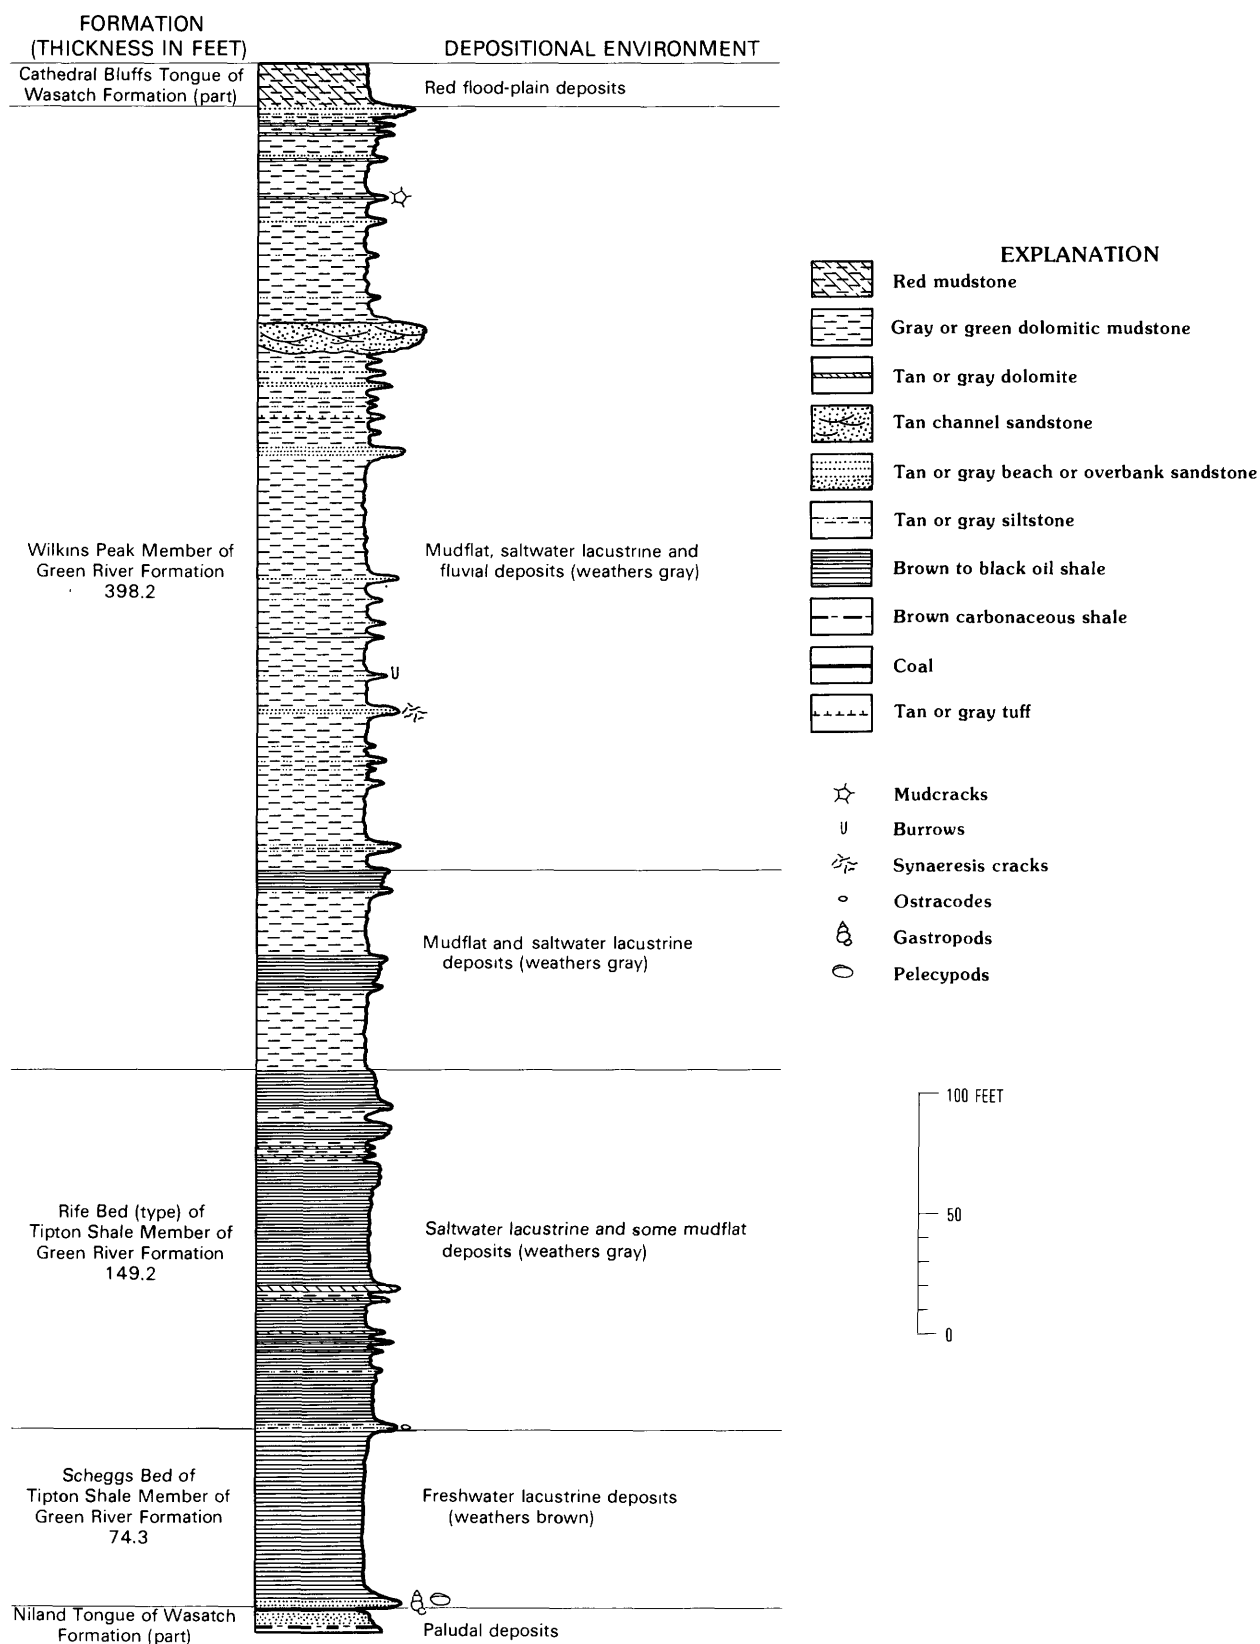 FORMATION
(THICKNESS IN FEET)
DEPOSITIONAL ENVIRONMENT
Cathedral Bluffs Tongue of
Wasatch Formation (part)
Red flood-plain deposits
Wilkins Peak Member of
Green River Formation
398.2
Mudflat, saltwater lacustrine and
fluvial deposits (weathers gray)
Mudflat and saltwater lacustrine
deposits (weathers gray)
Rife Bed (type) of
Tipton Shale Member of
Green River Formation
149.2
Saltwater lacustrine and some mudflat
deposits (weathers gray)
Scheggs Bed of
Tipton Shale Member of
Green River Formation
74.3
Freshwater lacustrine deposits
(weathers brown)
Niland Tongue of Wasatch
Formation (part)
Paludal deposits
EXPLANATION
Red mudstone
Gray or green dolomitic mudstone
Tan or gray dolomite
Tan channel sandstone
Tan or gray beach or overbank sandstone
Tan or gray siltstone
Brown to black oil shale
Brown carbonaceous shale
Coal
Tan or gray tuff
Mudcracks
Burrows
Synaeresis cracks
Ostracodes
Gastropods
Pelecypods
100 FEET
50
0